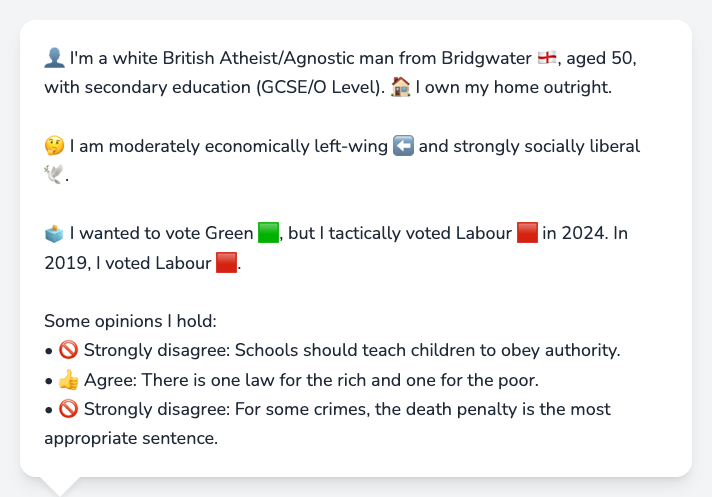 👤 I'm a white British Atheist/Agnostic man from Bridgwater 🏴󠁧󠁢󠁥󠁮󠁧󠁿, aged 50,
with secondary education (GCSE/O Level). 🏠 I own my home outright.
🤔 I am moderately economically left-wing ⬅️ and strongly socially liberal
🕊️.
🗳️ I wanted to vote Green 🟩, but I tactically voted Labour 🟥 in 2024. In
2019, I voted Labour 🟥.
Some opinions I hold:
• 🚫 Strongly disagree: Schools should teach children to obey authority.
• 👍 Agree: There is one law for the rich and one for the poor.
• 🚫 Strongly disagree: For some crimes, the death penalty is the most
appropriate sentence.